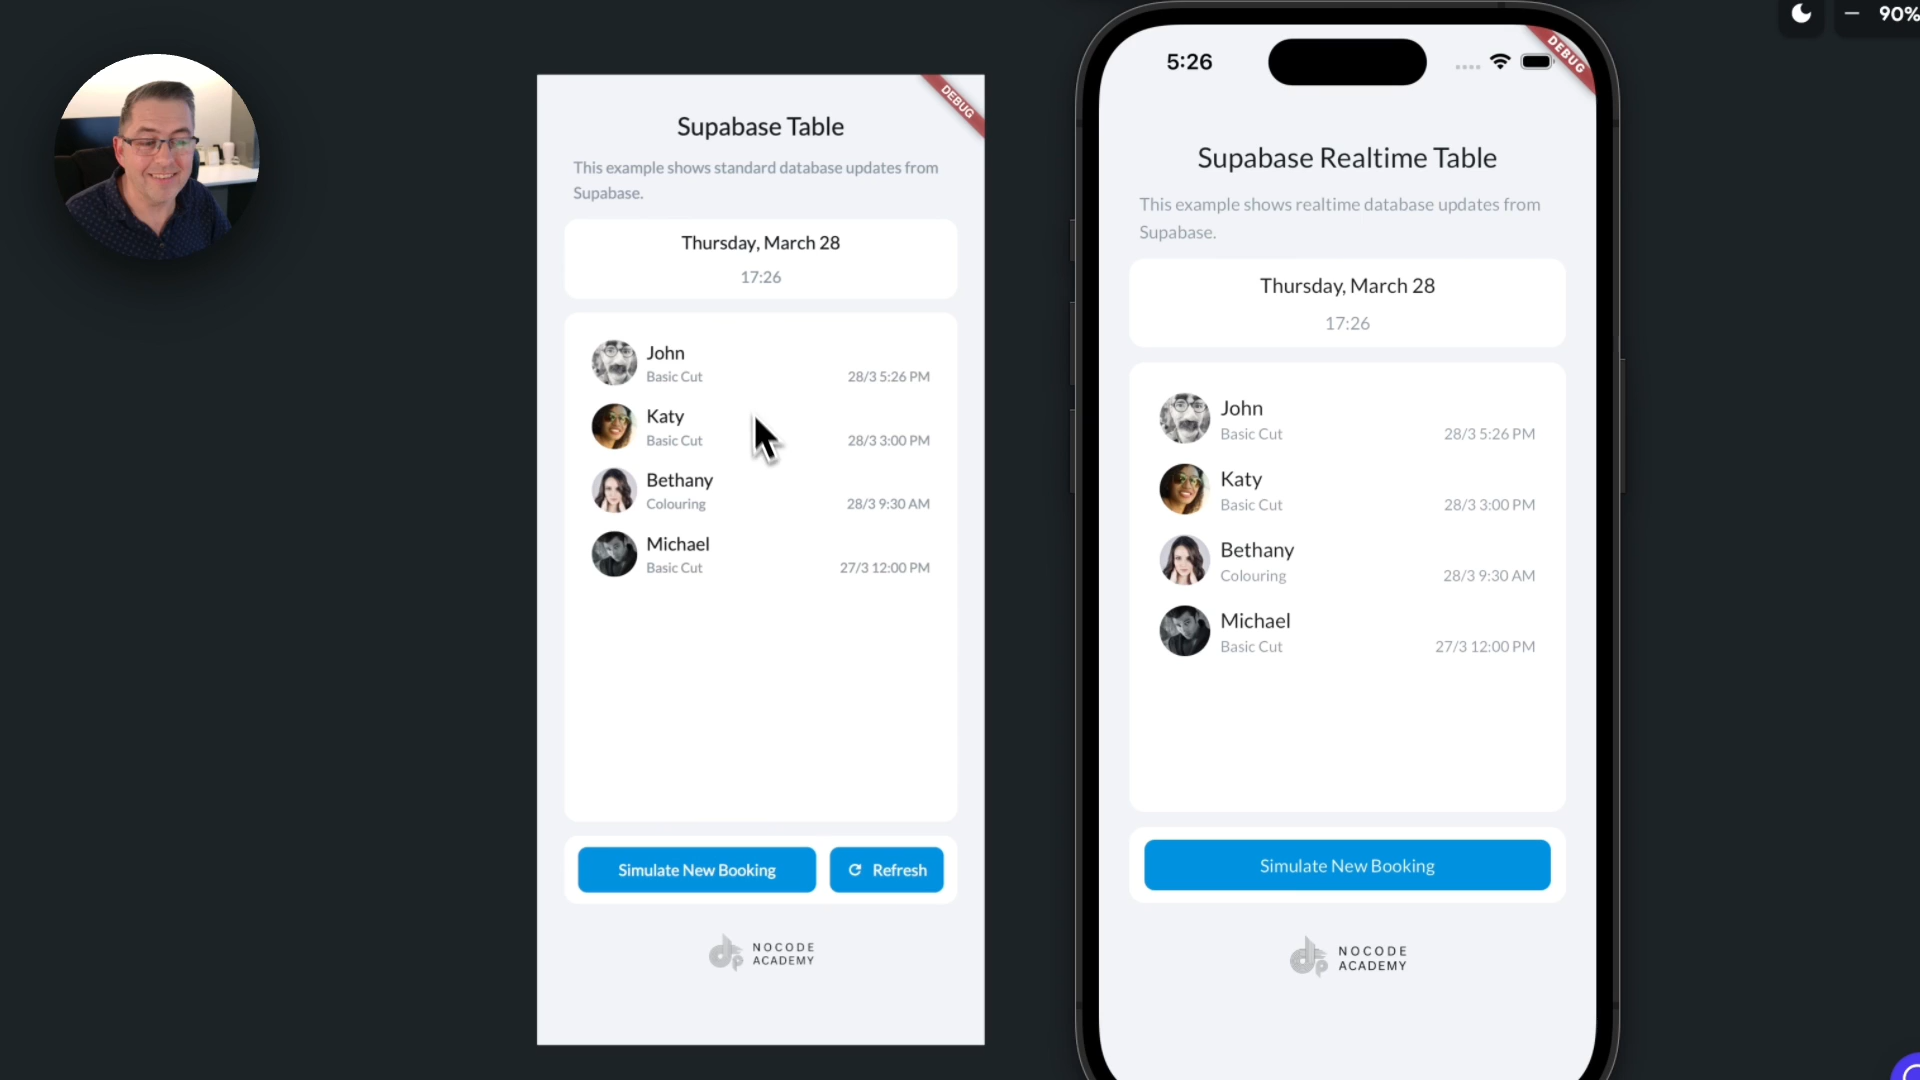 90%
DEBUG
Supabase Table
This example shows standard database updates from
Supabase.
Thursday, March 28
17:26
John
Basic Cut
28/3 5:26 PM
Katy
Basic Cut
28/3 3:00 PM
Bethany
Colouring
28/3 9:30 AM
Michael
Basic Cut
27/3 12:00 PM
Simulate New Booking
Refresh
NOCODE
ACADEMY
5:26
DEBUG
Supabase Realtime Table
This example shows realtime database updates from
Supabase.
Thursday, March 28
17:26
John
Basic Cut
28/3 5:26 PM
Katy
Basic Cut
28/3 3:00 PM
Bethany
Colouring
28/3 9:30 AM
Michael
Basic Cut
27/3 12:00 PM
Simulate New Booking
NOCODE
ACADEMY